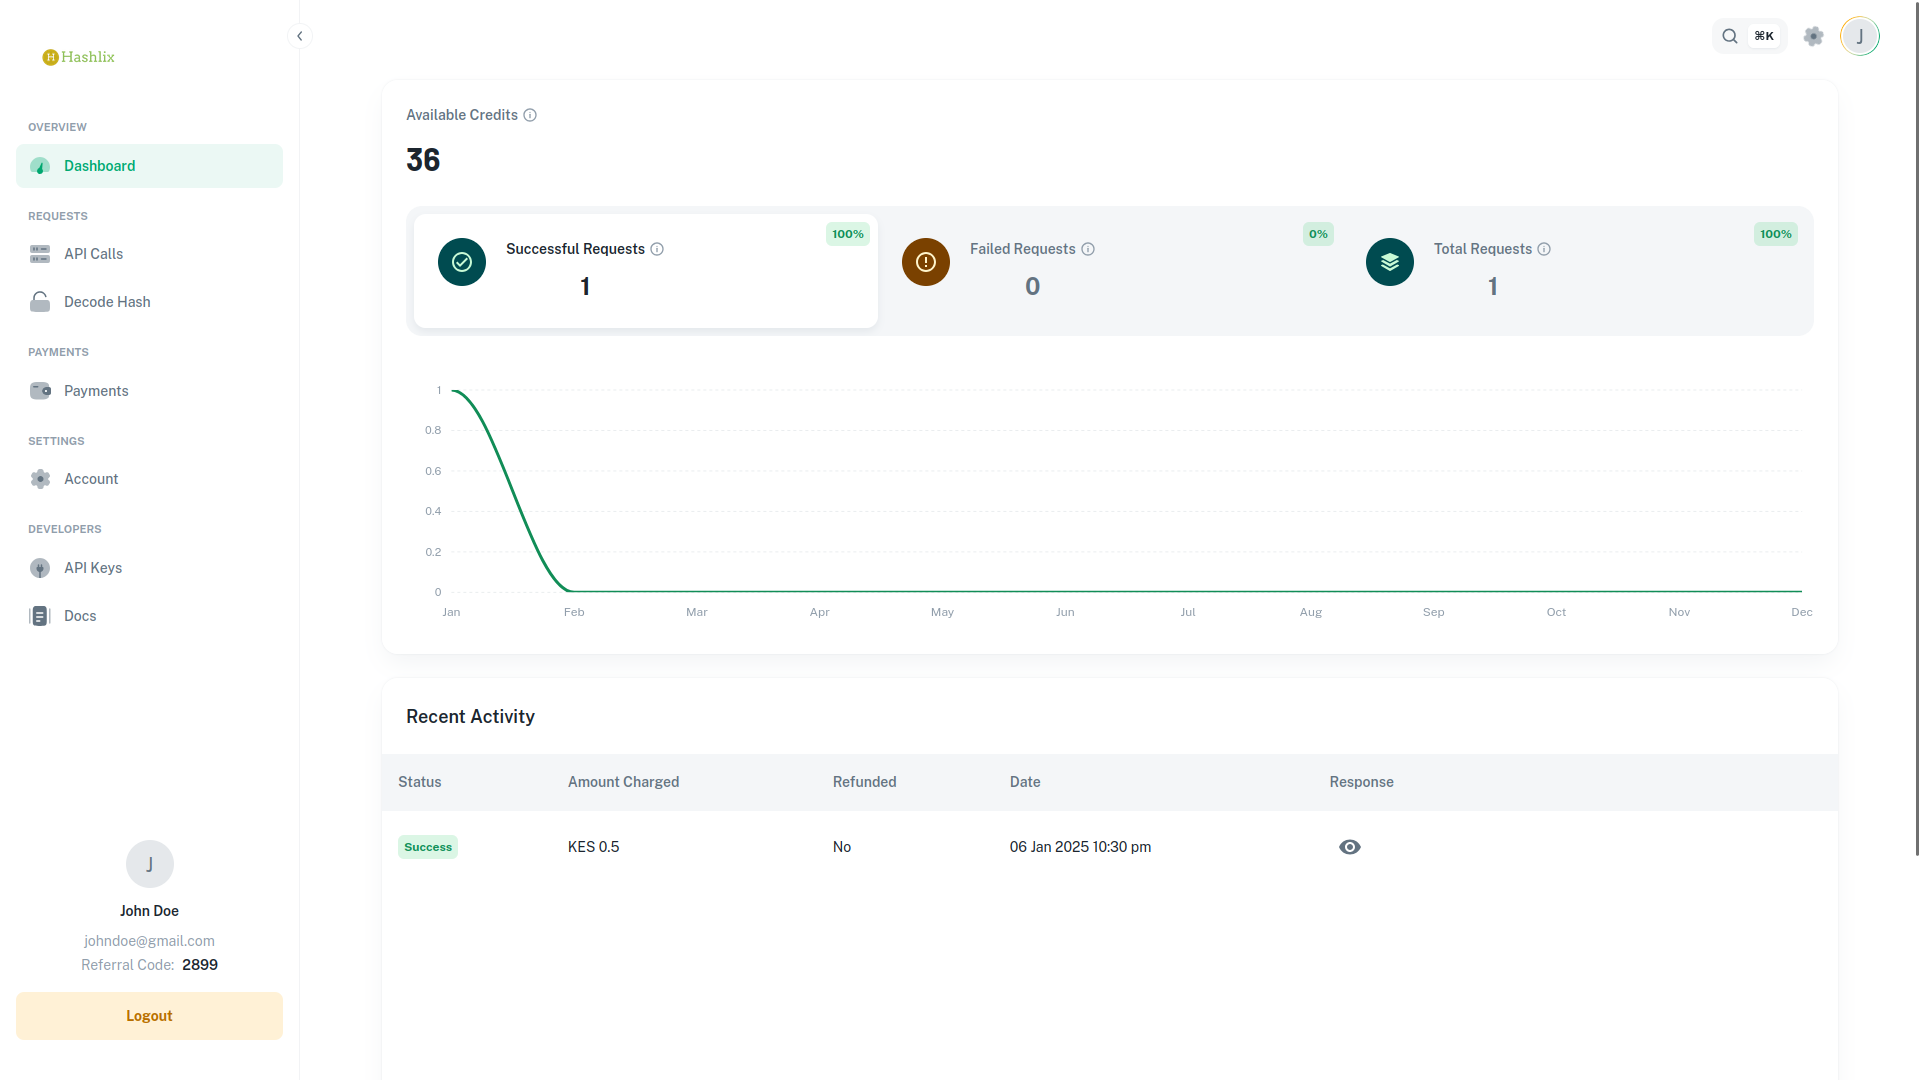 Hashlix
⌘K
J
OVERVIEW
Dashboard
REQUESTS
API Calls
Decode Hash
PAYMENTS
Payments
SETTINGS
Account
DEVELOPERS
API Keys
Docs
J
John Doe
johndoe@gmail.com
Referral Code: 2899
Logout
Available Credits
36
Successful Requests
100%
1
Failed Requests
0%
0
Total Requests
100%
1
1
0.8
0.6
0.4
0.2
0
Jan Feb Mar Apr May Jun Jul Aug Sep Oct Nov Dec
Recent Activity
Status Amount Charged Refunded Date Response
Success KES 0.5 No 06 Jan 2025 10:30 pm